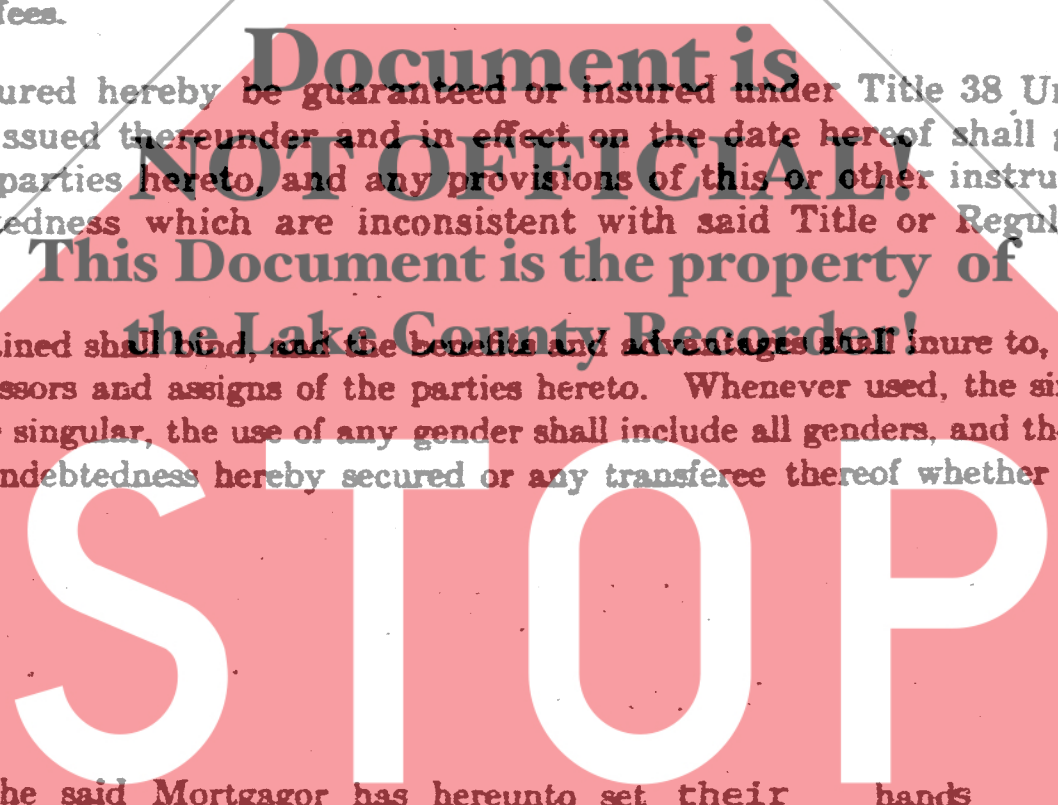 fees.
Document is
ured hereby be guaranteed or insured under Title 38 Un
issued thereunder and in effect on the date hereof shall g
NOT OFFICIAL!
parties hereto, and any provisions of this or other instru
edness which are inconsistent with said Title or Regul
This Document is the property of
the Lake County Recorder!
ined shall bind, and the benefits and advantages shall inure to,
ssors and assigns of the parties hereto. Whenever used, the si
r singular, the use of any gender shall include all genders, and th
ndebtedness hereby secured or any transferee thereof whether
STOP
he said Mortgagor has hereunto set their hands